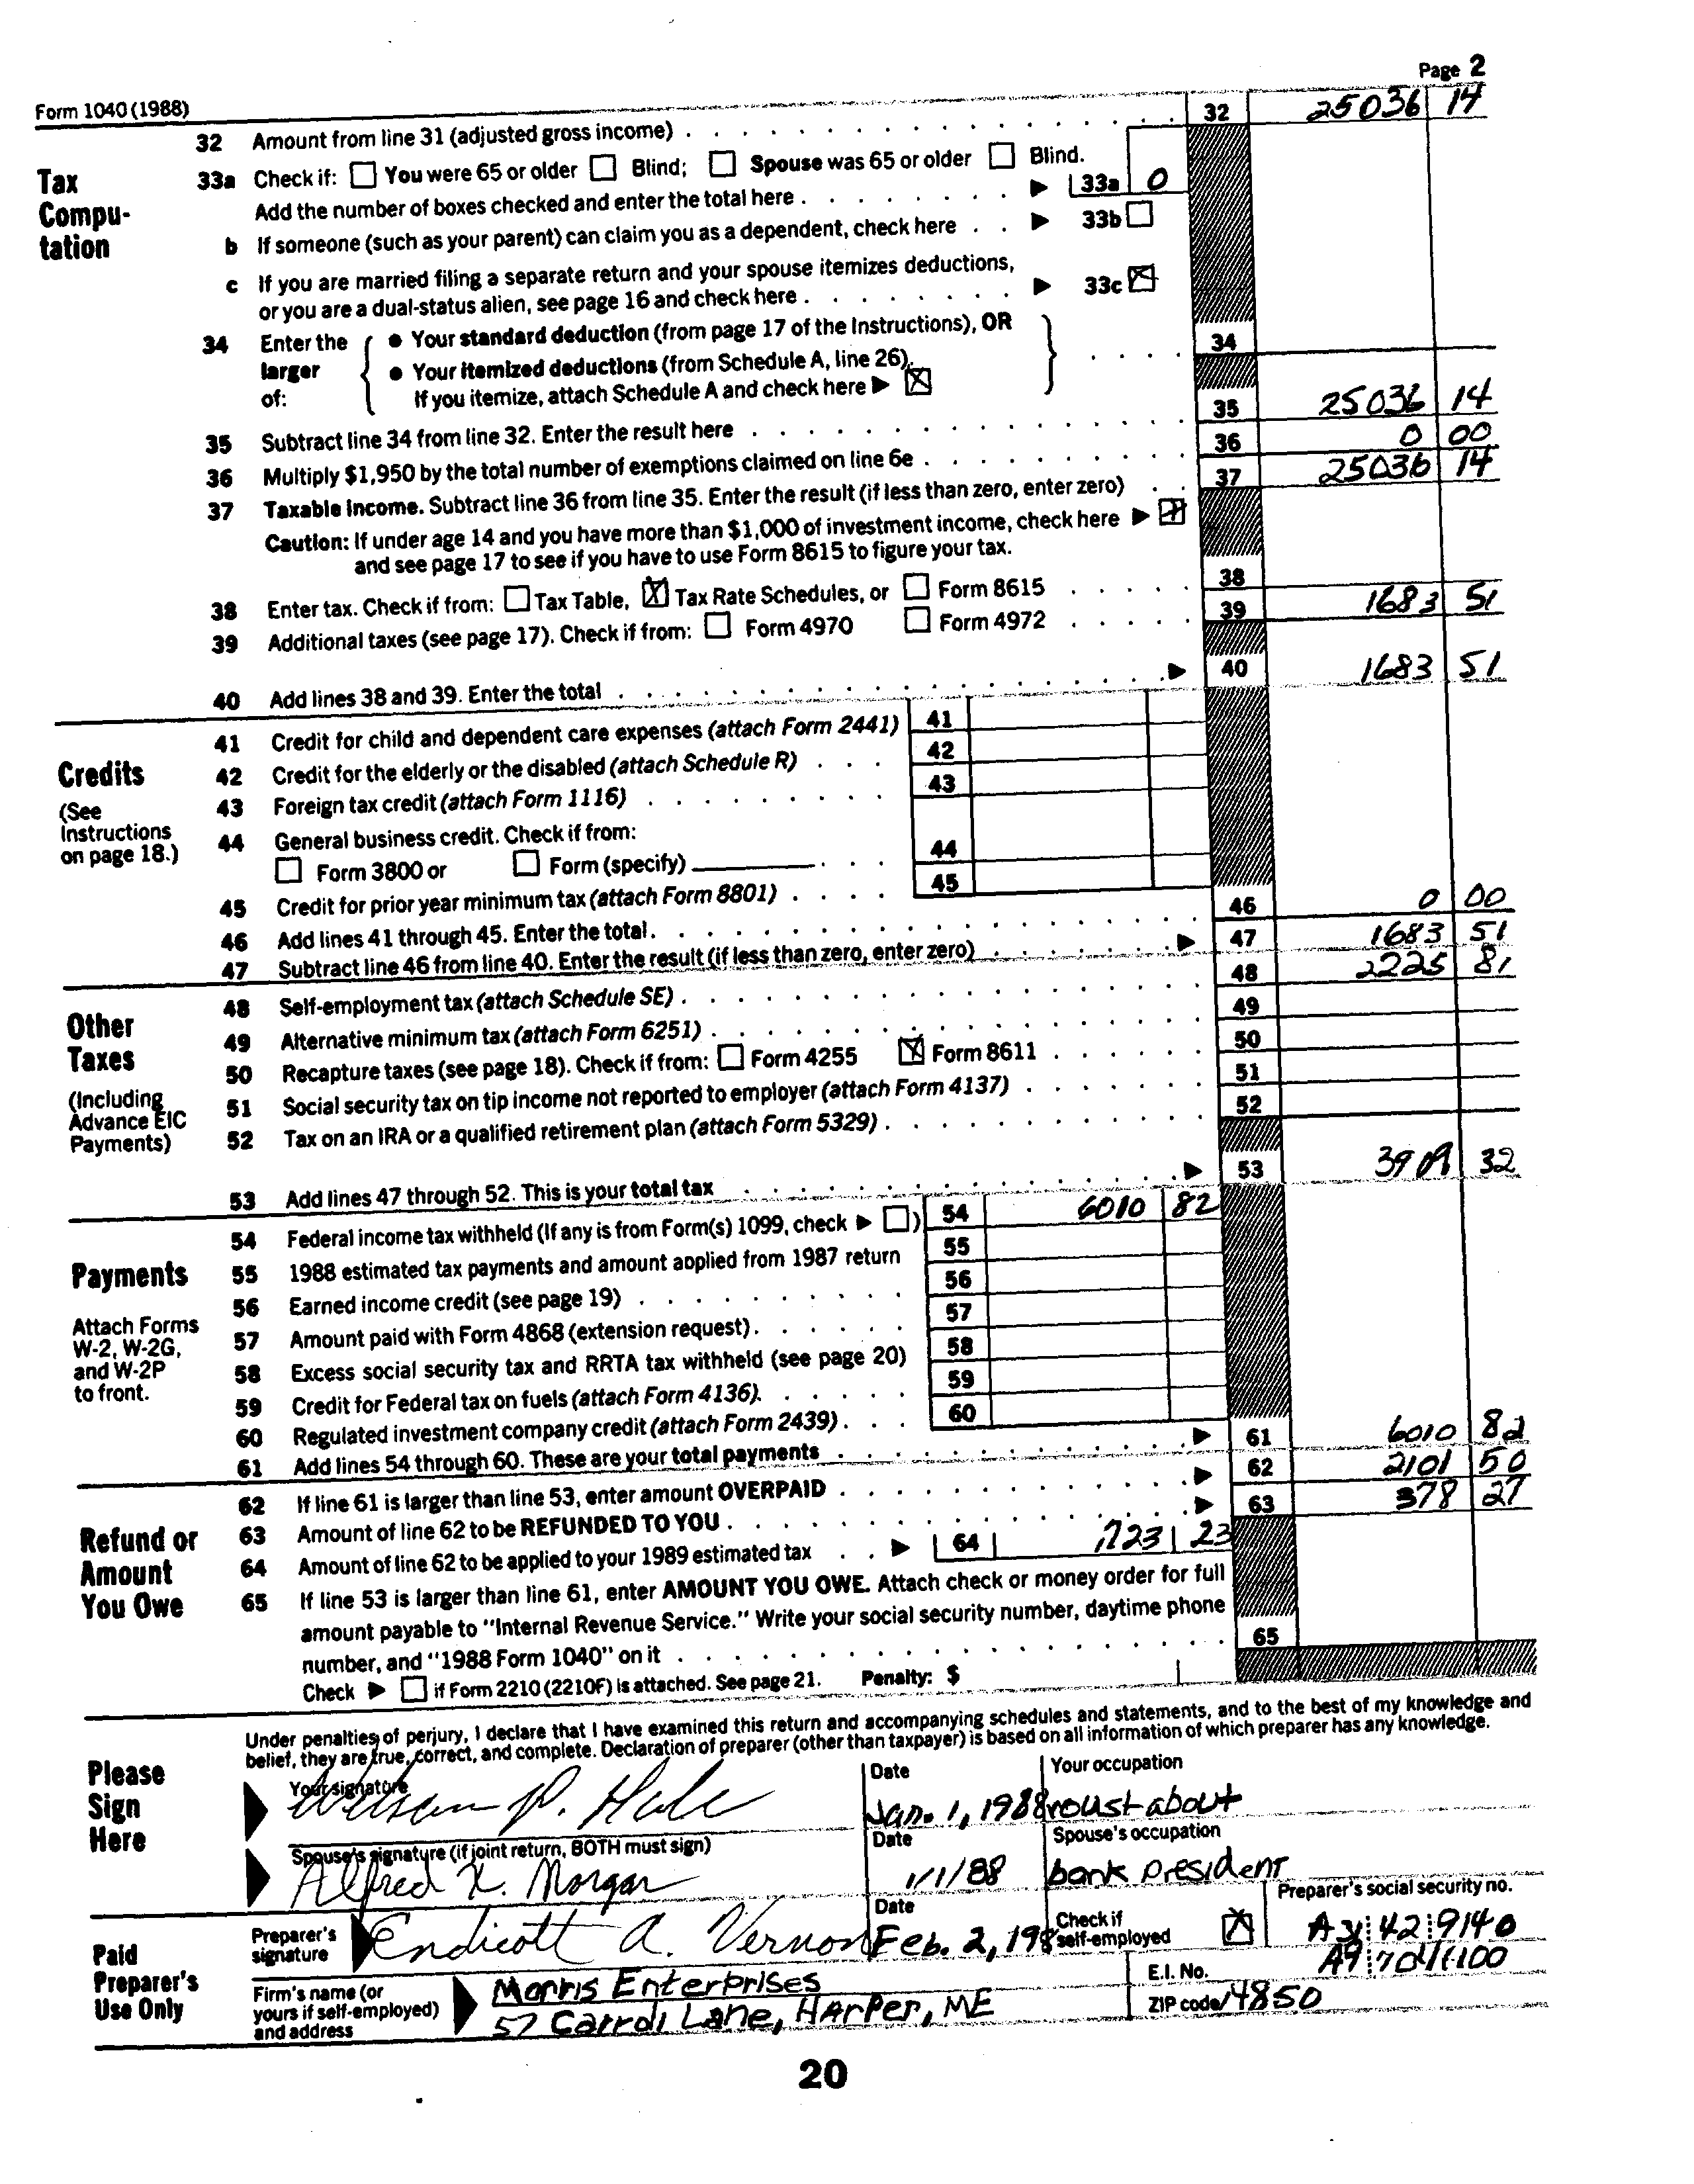 Page 2
Form 1040 (1988)
32 Amount from line 31 (adjusted gross income) 32 25036 14
Tax Compu-tation
33a Check if: You were 65 or older Blind; Spouse was 65 or older Blind.
Add the number of boxes checked and enter the total here 33a 0
b If someone (such as your parent) can claim you as a dependent, check here 33b
c If you are married filing a separate return and your spouse itemizes deductions,
or you are a dual-status alien, see page 16 and check here 33c X
34 Enter the larger of: { • Your standard deduction (from page 17 of the Instructions), OR
• Your itemized deductions (from Schedule A, line 26). } 34
If you itemize, attach Schedule A and check here X
35 Subtract line 34 from line 32. Enter the result here 35 25036 14
36 Multiply $1,950 by the total number of exemptions claimed on line 6e 36 0 00
37 Taxable income. Subtract line 36 from line 35. Enter the result (if less than zero, enter zero) 37 25036 14
Caution: If under age 14 and you have more than $1,000 of investment income, check here
and see page 17 to see if you have to use Form 8615 to figure your tax.
38 Enter tax. Check if from: Tax Table, X Tax Rate Schedules, or Form 8615 38
39 Additional taxes (see page 17). Check if from: Form 4970 Form 4972 39 1683 51
40 Add lines 38 and 39. Enter the total 40 1683 51
Credits
(See Instructions on page 18.)
41 Credit for child and dependent care expenses (attach Form 2441) 41
42 Credit for the elderly or the disabled (attach Schedule R) 42
43 Foreign tax credit (attach Form 1116) 43
44 General business credit. Check if from:
Form 3800 or Form (specify) 44
45 Credit for prior year minimum tax (attach Form 8801) 45
46 Add lines 41 through 45. Enter the total. 46 0 00
47 Subtract line 46 from line 40. Enter the result (if less than zero, enter zero) 47 1683 51
Other Taxes
(Including Advance EIC Payments)
48 Self-employment tax (attach Schedule SE) 48 2225 81
49 Alternative minimum tax (attach Form 6251) 49
50 Recapture taxes (see page 18). Check if from: Form 4255 X Form 8611 50
51 Social security tax on tip income not reported to employer (attach Form 4137) 51
52 Tax on an IRA or a qualified retirement plan (attach Form 5329) 52
53 Add lines 47 through 52. This is your total tax 53 3909 32
Payments
Attach Forms W-2, W-2G, and W-2P to front.
54 Federal income tax withheld (If any is from Form(s) 1099, check ) 54 6010 82
55 1988 estimated tax payments and amount applied from 1987 return 55
56 Earned income credit (see page 19) 56
57 Amount paid with Form 4868 (extension request) 57
58 Excess social security tax and RRTA tax withheld (see page 20) 58
59 Credit for Federal tax on fuels (attach Form 4136). 59
60 Regulated investment company credit (attach Form 2439) 60
61 Add lines 54 through 60. These are your total payments 61 6010 82
Refund or Amount You Owe
62 If line 61 is larger than line 53, enter amount OVERPAID 62 2101 50
63 Amount of line 62 to be REFUNDED TO YOU 63 378 27
64 Amount of line 62 to be applied to your 1989 estimated tax 64 1723 23
65 If line 53 is larger than line 61, enter AMOUNT YOU OWE. Attach check or money order for full
amount payable to "Internal Revenue Service." Write your social security number, daytime phone
number, and "1988 Form 1040" on it 65
Check if Form 2210 (2210F) is attached. See page 21. Penalty: $
Please Sign Here
Under penalties of perjury, I declare that I have examined this return and accompanying schedules and statements, and to the best of my knowledge and
belief, they are true, correct, and complete. Declaration of preparer (other than taxpayer) is based on all information of which preparer has any knowledge.
Your signature Date Your occupation
P. Jan. 1, 1988 roustabout
Spouse's signature (if joint return, BOTH must sign) Date Spouse's occupation
Alfred X. Morgan 1/1/88 bank president
Paid Preparer's Use Only
Preparer's signature Endicott A. Vernon Date Feb. 2, 198 Check if self-employed X Preparer's social security no. 42 9140
Firm's name (or yours if self-employed) and address
Morris Enterprises E.I. No.
57 Carroll Lane, Harper, ME ZIP code 14850
20